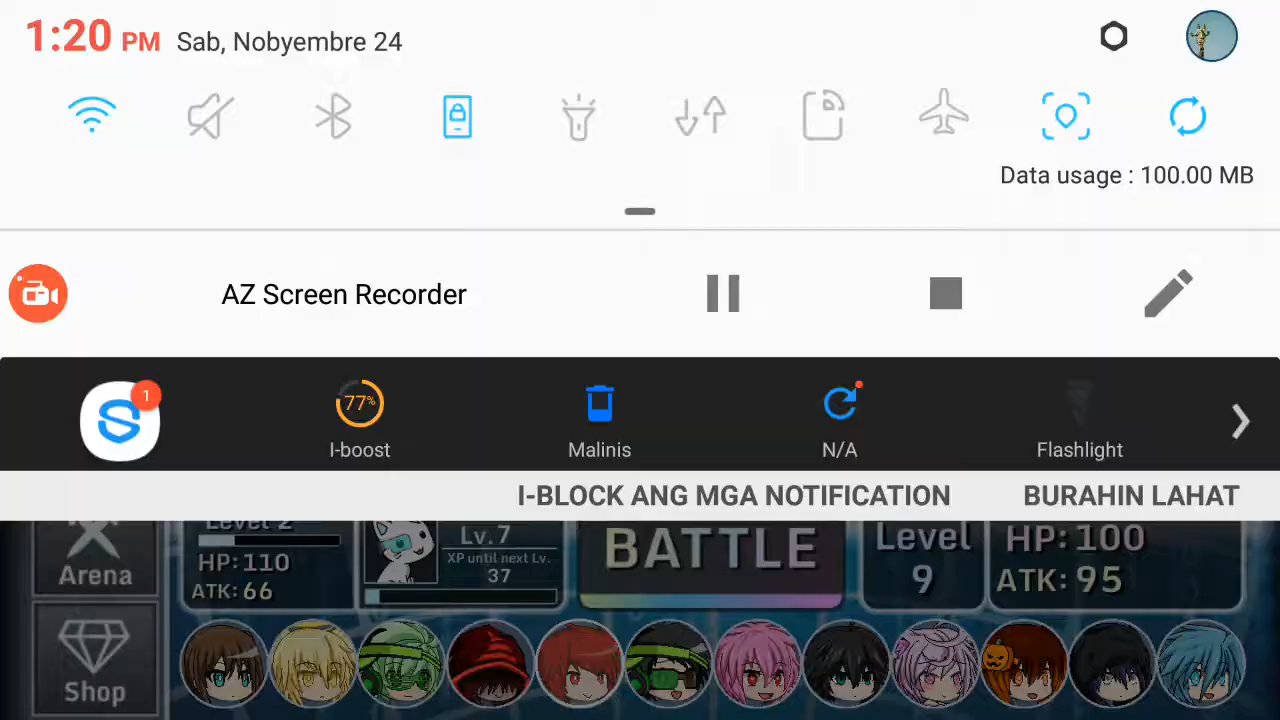 1:20 PM Sab, Nobyembre 24
Data usage : 100.00 MB
AZ Screen Recorder
1
77%
I-boost
Malinis
N/A
Flashlight
I-BLOCK ANG MGA NOTIFICATION
BURAHIN LAHAT
Arena
Level 2
HP:110
ATK:66
Lv.7
XP until next Lv.
37
BATTLE
Level
9
HP:100
ATK:95
Shop